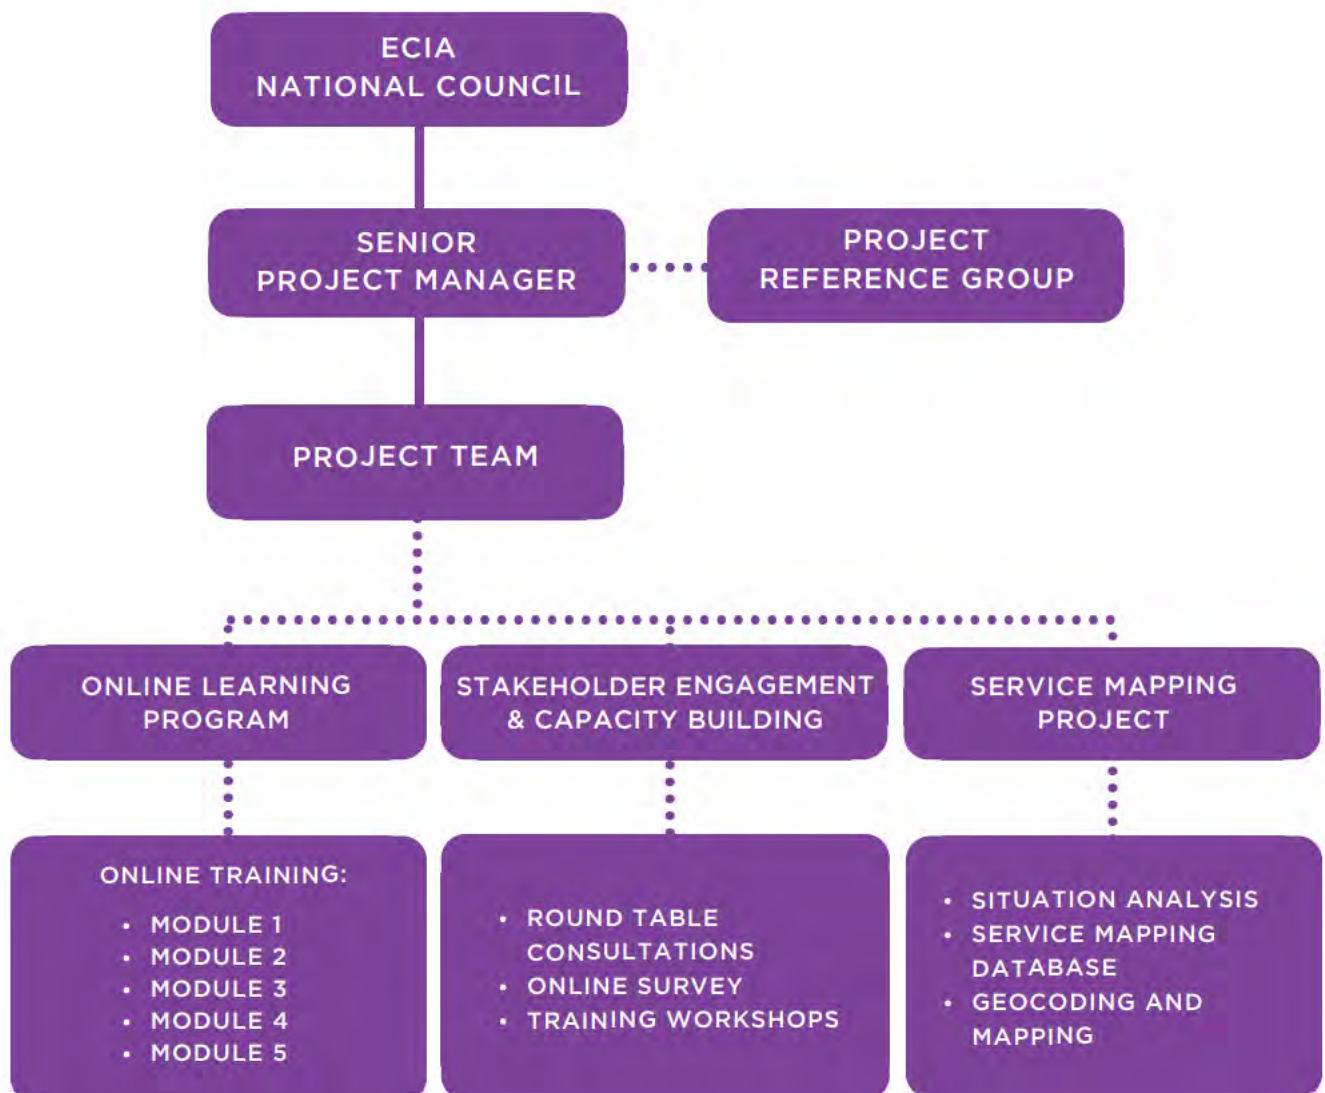 ECIA
NATIONAL COUNCIL
SENIOR
PROJECT MANAGER
PROJECT
REFERENCE GROUP
PROJECT TEAM
ONLINE LEARNING
PROGRAM
STAKEHOLDER ENGAGEMENT
& CAPACITY BUILDING
SERVICE MAPPING
PROJECT
ONLINE TRAINING:
• MODULE 1
• MODULE 2
• MODULE 3
• MODULE 4
• MODULE 5
• ROUND TABLE
CONSULTATIONS
• ONLINE SURVEY
• TRAINING WORKSHOPS
• SITUATION ANALYSIS
• SERVICE MAPPING
DATABASE
• GEOCODING AND
MAPPING